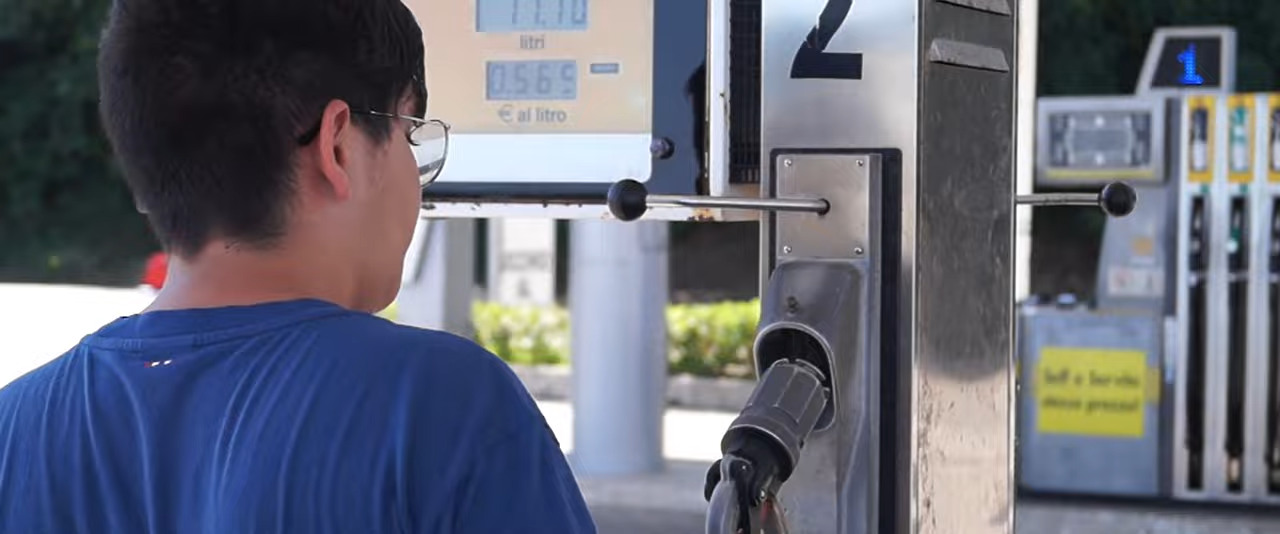 11.10
litri
0.565
€ al litro
2
1
Self e Servito
stesso prezzo!